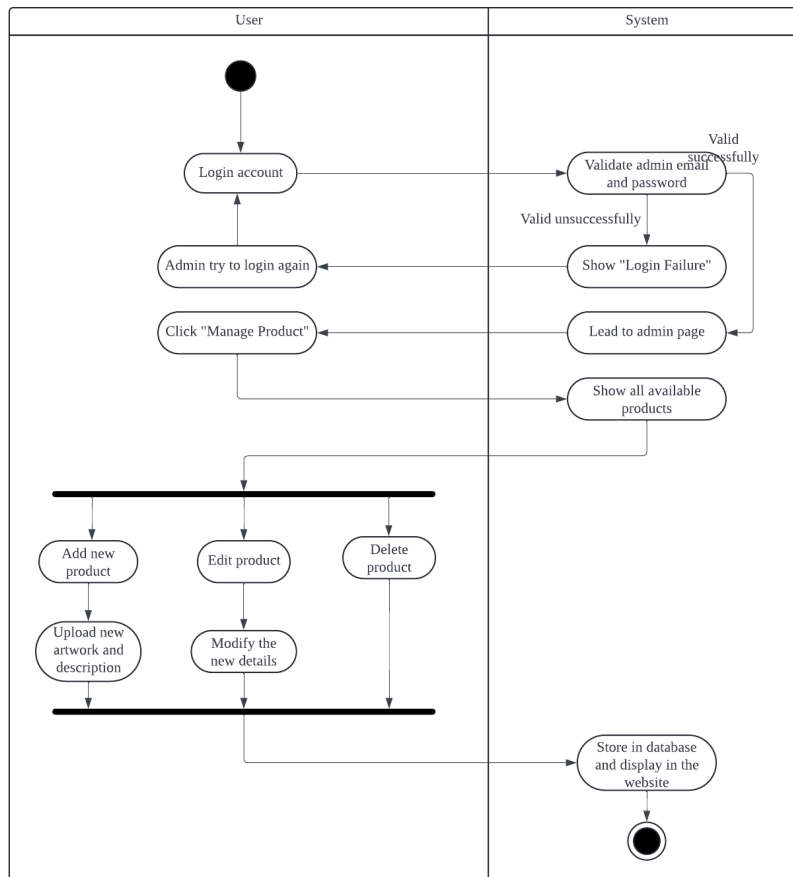 User
System
Valid
successfully
Login account
Validate admin email
and password
Valid unsuccessfully
Admin try to login again
Show "Login Failure"
Click "Manage Product"
Lead to admin page
Show all available
products
Add new
product
Edit product
Delete
product
Upload new
artwork and
description
Modify the
new details
Store in database
and display in the
website